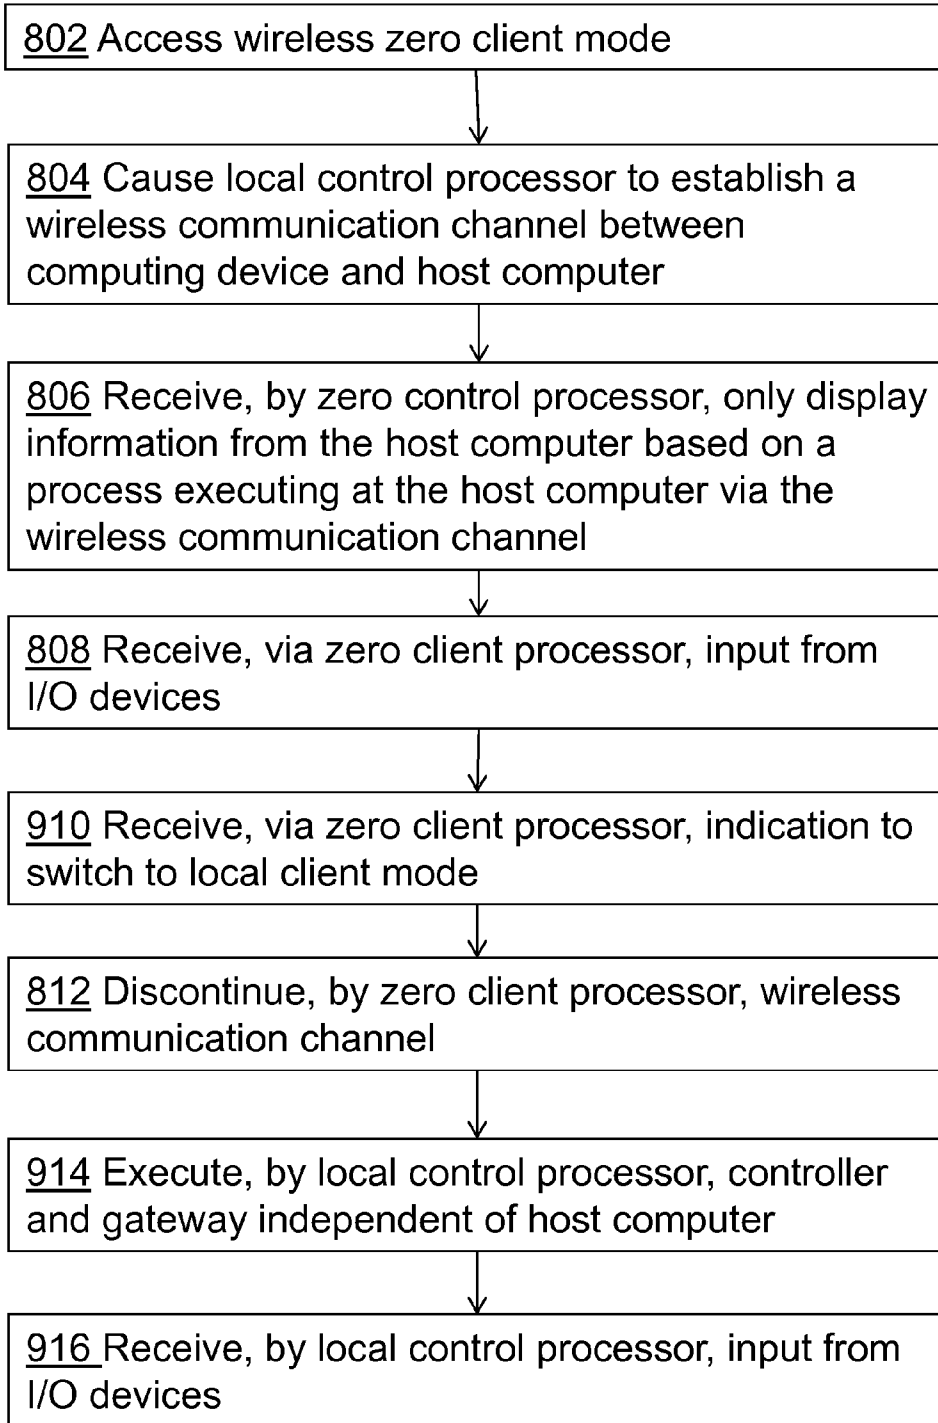 802 Access wireless zero client mode
804 Cause local control processor to establish a
wireless communication channel between
computing device and host computer
806 Receive, by zero control processor, only display
information from the host computer based on a
process executing at the host computer via the
wireless communication channel
808 Receive, via zero client processor, input from
I/O devices
910 Receive, via zero client processor, indication to
switch to local client mode
812 Discontinue, by zero client processor, wireless
communication channel
914 Execute, by local control processor, controller
and gateway independent of host computer
916 Receive, by local control processor, input from
I/O devices